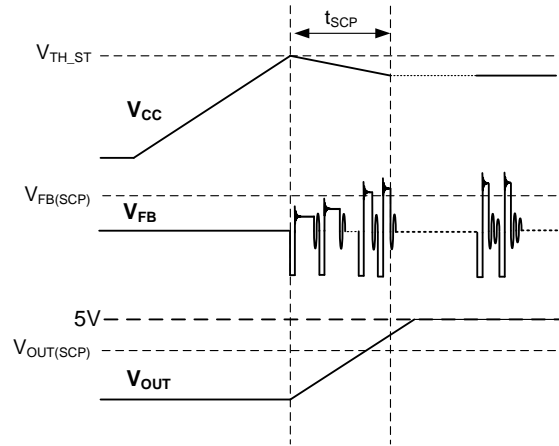 tSCP
VTH_ST
VCC
VFB(SCP)
VFB
5V
VOUT(SCP)
VOUT